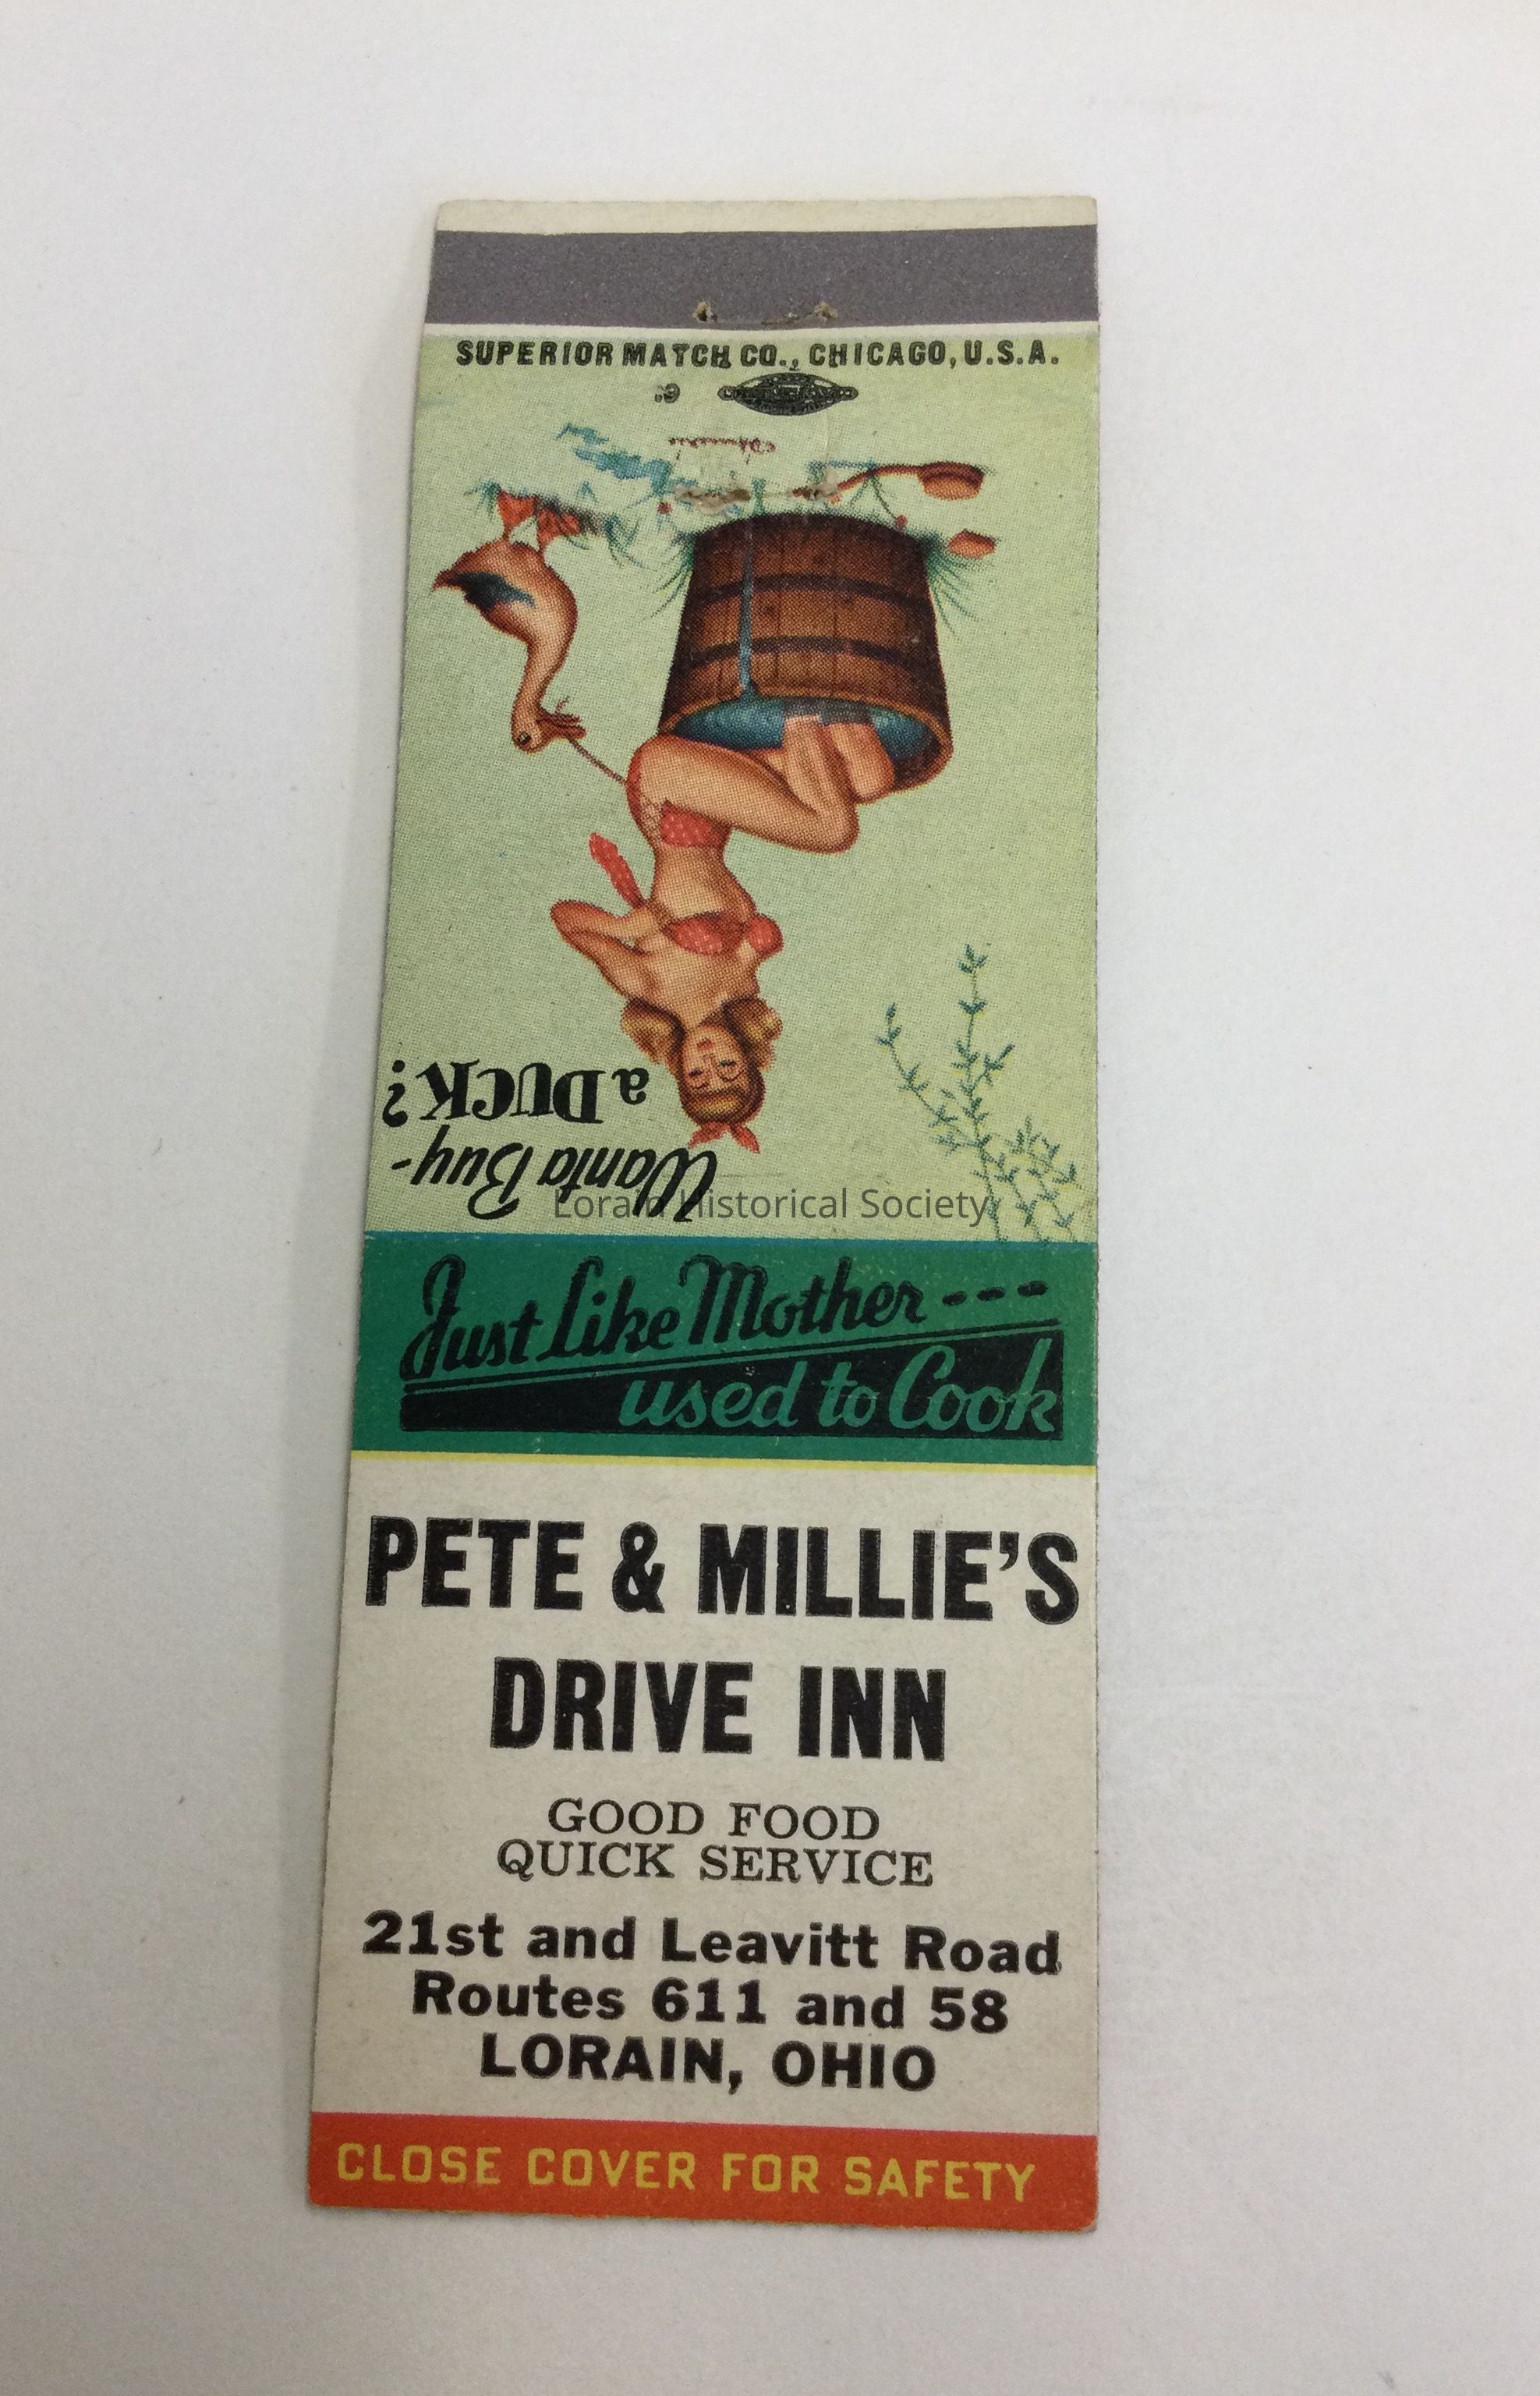 SUPERIOR MATCH CO., CHICAGO, U.S.A.
Wanta Buy-
a DUCK?
Lorain Historical Society
Just Like Mother ---
used to Cook
PETE & MILLIE'S
DRIVE INN
GOOD FOOD
QUICK SERVICE
21st and Leavitt Road
Routes 611 and 58
LORAIN, OHIO
CLOSE COVER FOR SAFETY